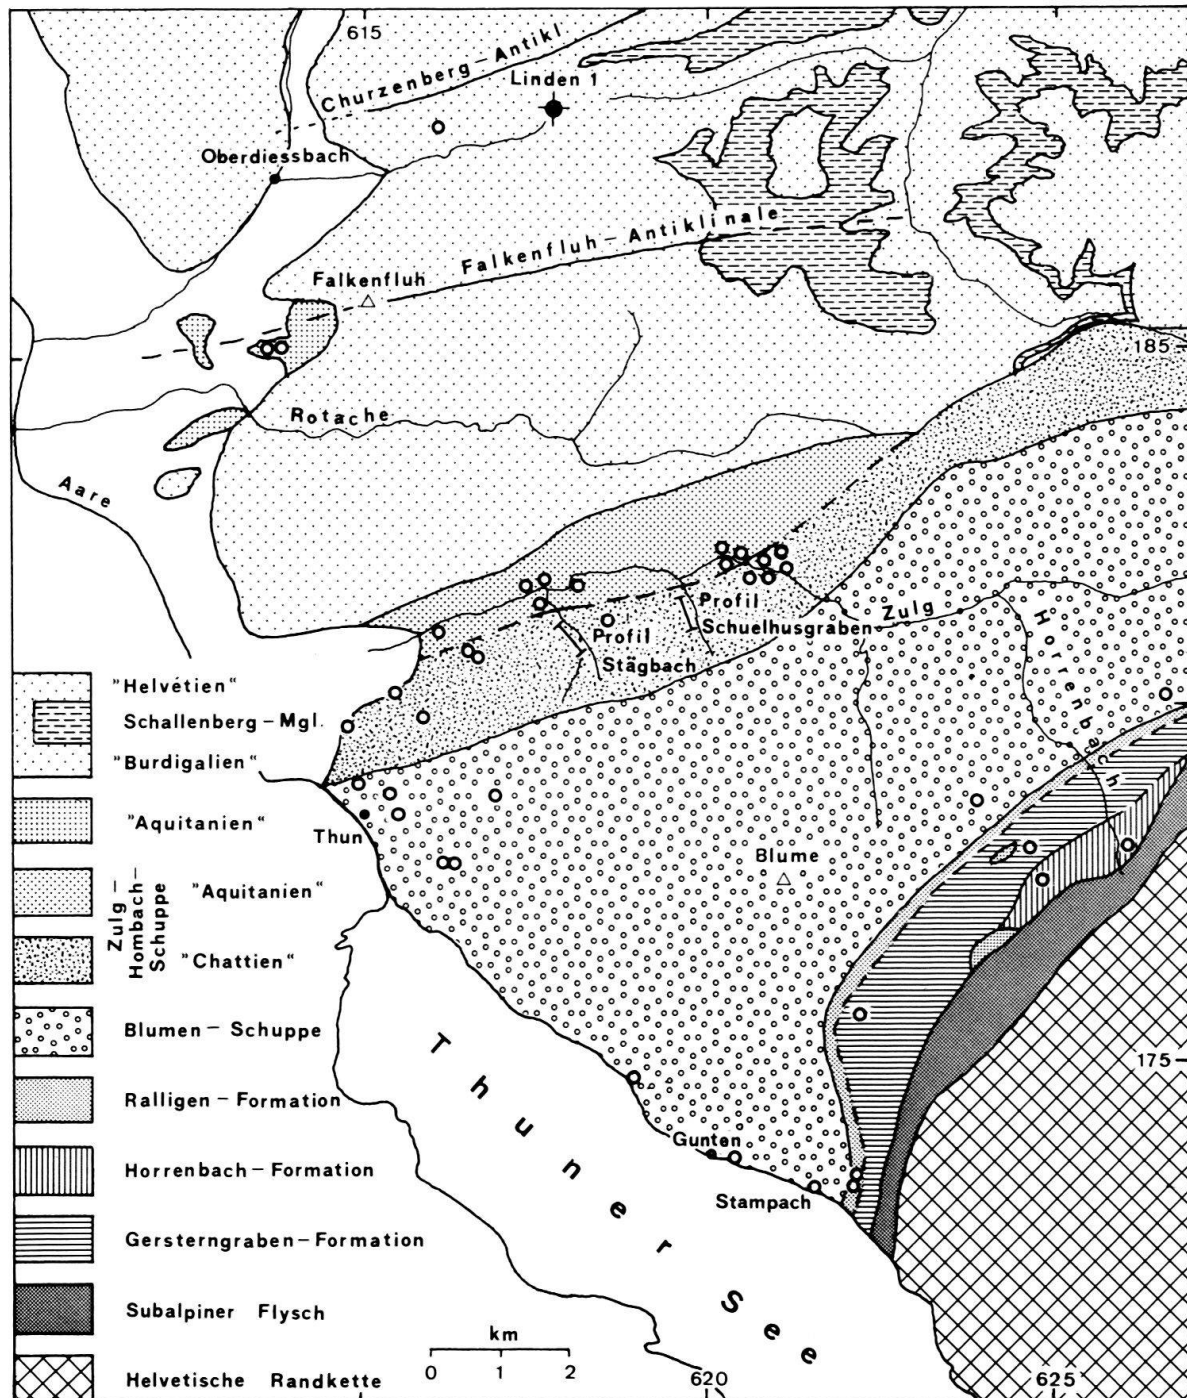 615
Churzenberg-Antikl
Linden 1
Oberdiessbach
Falkenfluh-Antiklinale
Falkenfluh
185
Rotache
Aare
Profil
Schuelhusgraben
Zulg
Horrenbach
Profil
Stägbach
"Helvétien"
Schallenberg-Mgl.
"Burdigalien"
"Aquitanien"
Thun
Blume
Zulg-
Hombach-
Schuppe
"Aquitanien"
"Chattien"
Blumen-Schuppe
175
Ralligen-Formation
Thuner See
Gunten
Horrenbach-Formation
Stampach
Gersterngraben-Formation
Subalpiner Flysch
km
0 1 2
Helvetische Randkette
620
625